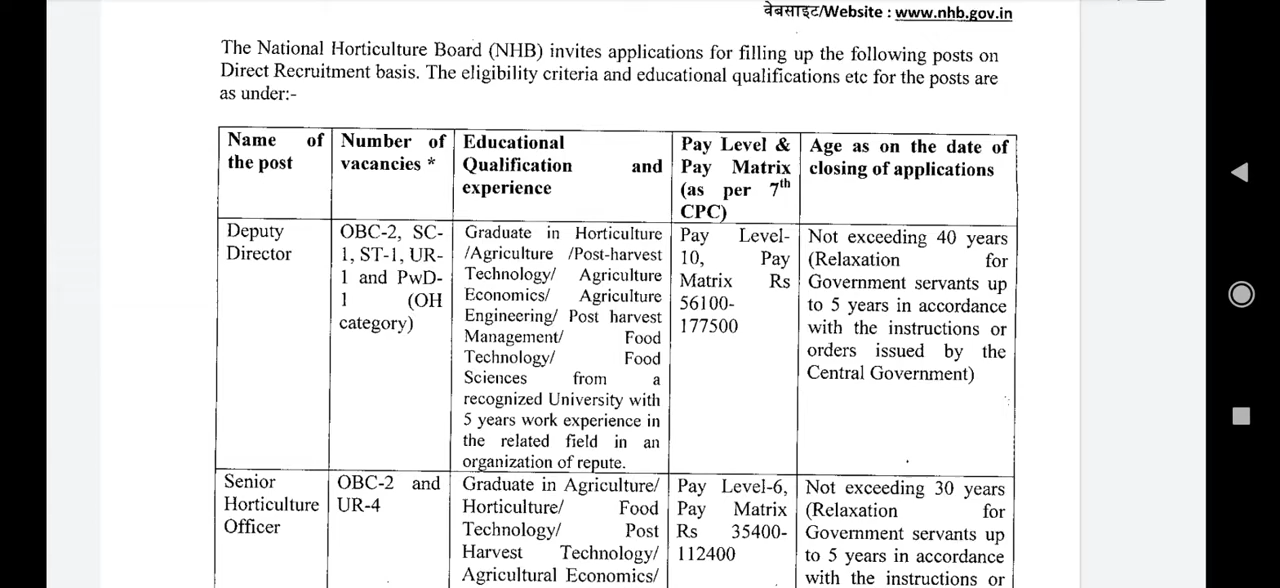 वेबसाइट/Website : www.nhb.gov.in
The National Horticulture Board (NHB) invites applications for filling up the following posts on
Direct Recruitment basis. The eligibility criteria and educational qualifications etc for the posts are
as under:-
Name of
the post
Number of
vacancies *
Educational
Qualification and
experience
Pay Level &
Pay Matrix
(as per 7th
CPC)
Age as on the date of
closing of applications
Deputy
Director
OBC-2, SC-
1, ST-1, UR-
1 and PwD-
1 (OH
category)
Graduate in Horticulture
/Agriculture /Post-harvest
Technology/ Agriculture
Economics/ Agriculture
Engineering/ Post harvest
Management/ Food
Technology/ Food
Sciences from a
recognized University with
5 years work experience in
the related field in an
organization of repute.
Pay Level-
10, Pay
Matrix Rs
56100-
177500
Not exceeding 40 years
(Relaxation for
Government servants up
to 5 years in accordance
with the instructions or
orders issued by the
Central Government)
Senior
Horticulture
Officer
OBC-2 and
UR-4
Graduate in Agriculture/
Horticulture/ Food
Technology/ Post
Harvest Technology/
Agricultural Economics/
Pay Level-6,
Pay Matrix
Rs 35400-
112400
Not exceeding 30 years
(Relaxation for
Government servants up
to 5 years in accordance
with the instructions or